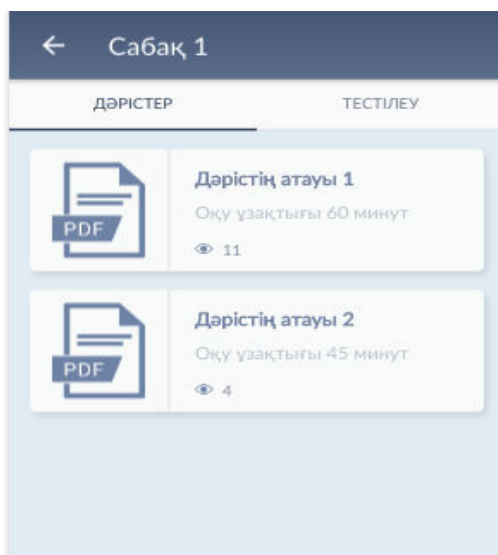 Сабақ 1
ДӘРІСТЕР ТЕСТІЛЕУ
PDF
Дәрістің атауы 1
Оқу ұзақтығы 60 минут
11
PDF
Дәрістің атауы 2
Оқу ұзақтығы 45 минут
4